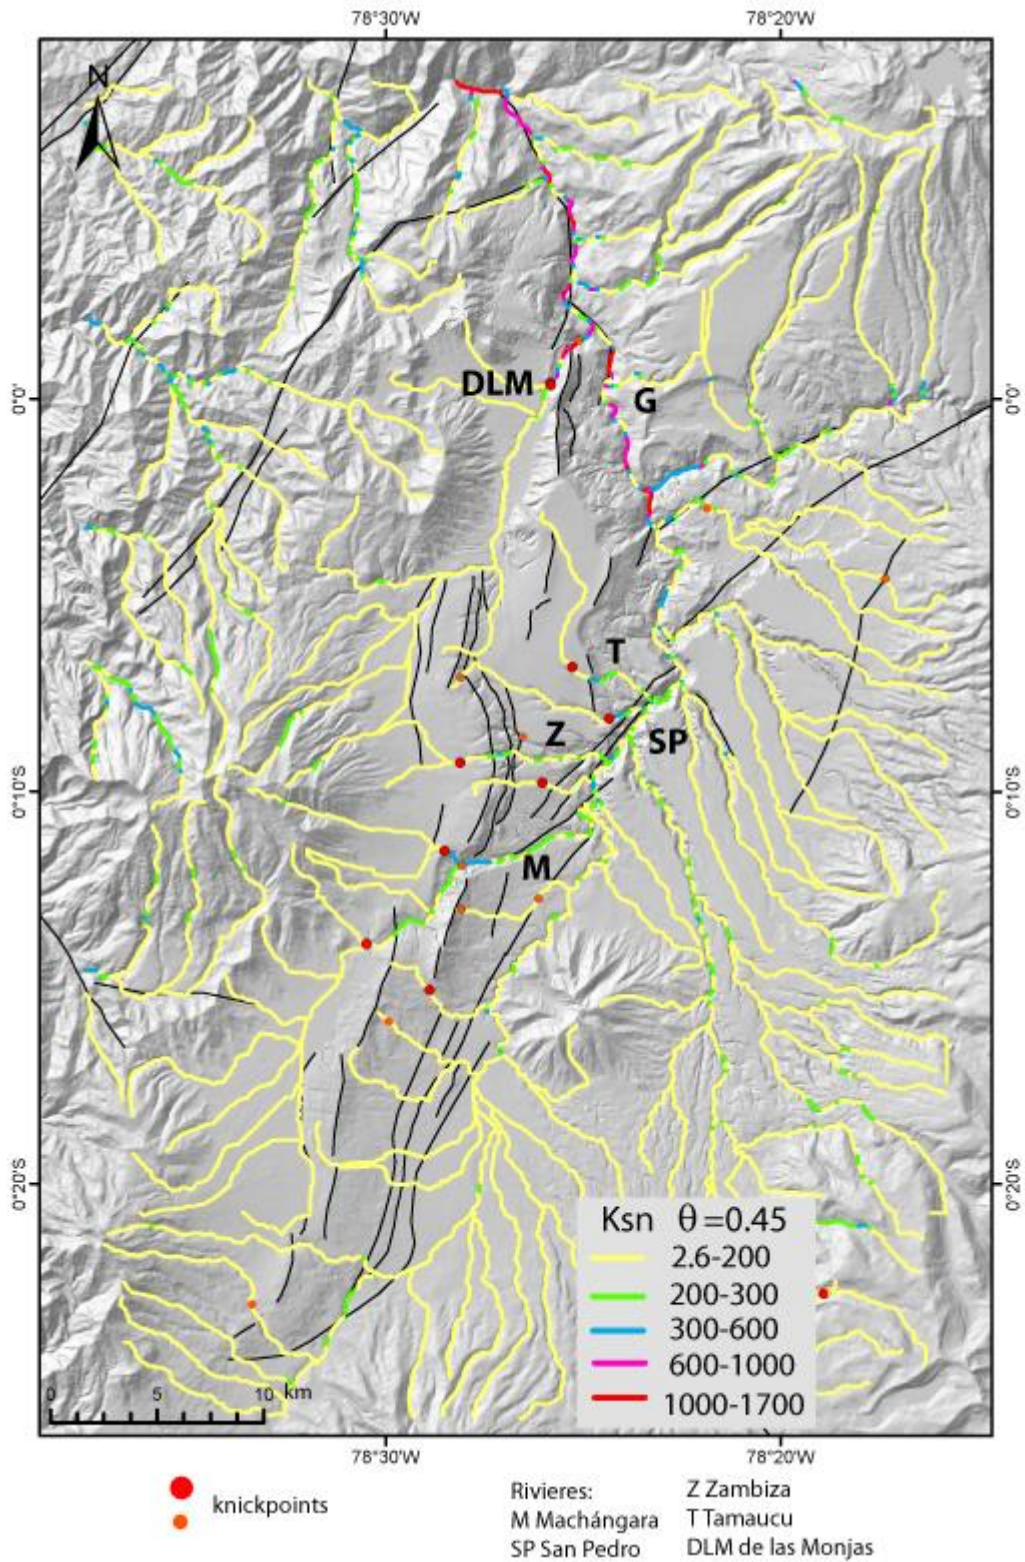 78°30'W 78°20'W
N
DLM
0°0' G 0°0'
T
Z SP
0°10'S 0°10'S
M
0°20'S 0°20'S
Ksn θ=0.45
2.6-200
200-300
300-600
600-1000
1000-1700
0 5 10 km
78°30'W 78°20'W
knickpoints
Rivieres: Z Zambiza
M Machángara T Tamaucu
SP San Pedro DLM de las Monjas